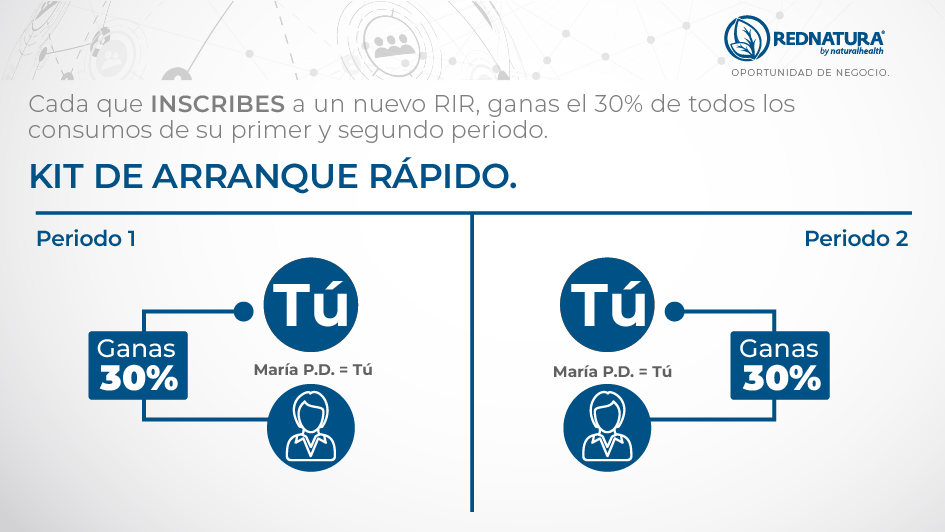 REDNATURA®
by naturalhealth
OPORTUNIDAD DE NEGOCIO.
Cada que INSCRIBES a un nuevo RIR, ganas el 30% de todos los
consumos de su primer y segundo periodo.
KIT DE ARRANQUE RÁPIDO.
Periodo 1
Tú
Ganas
30%
María P.D. = Tú
Periodo 2
Tú
Ganas
30%
María P.D. = Tú